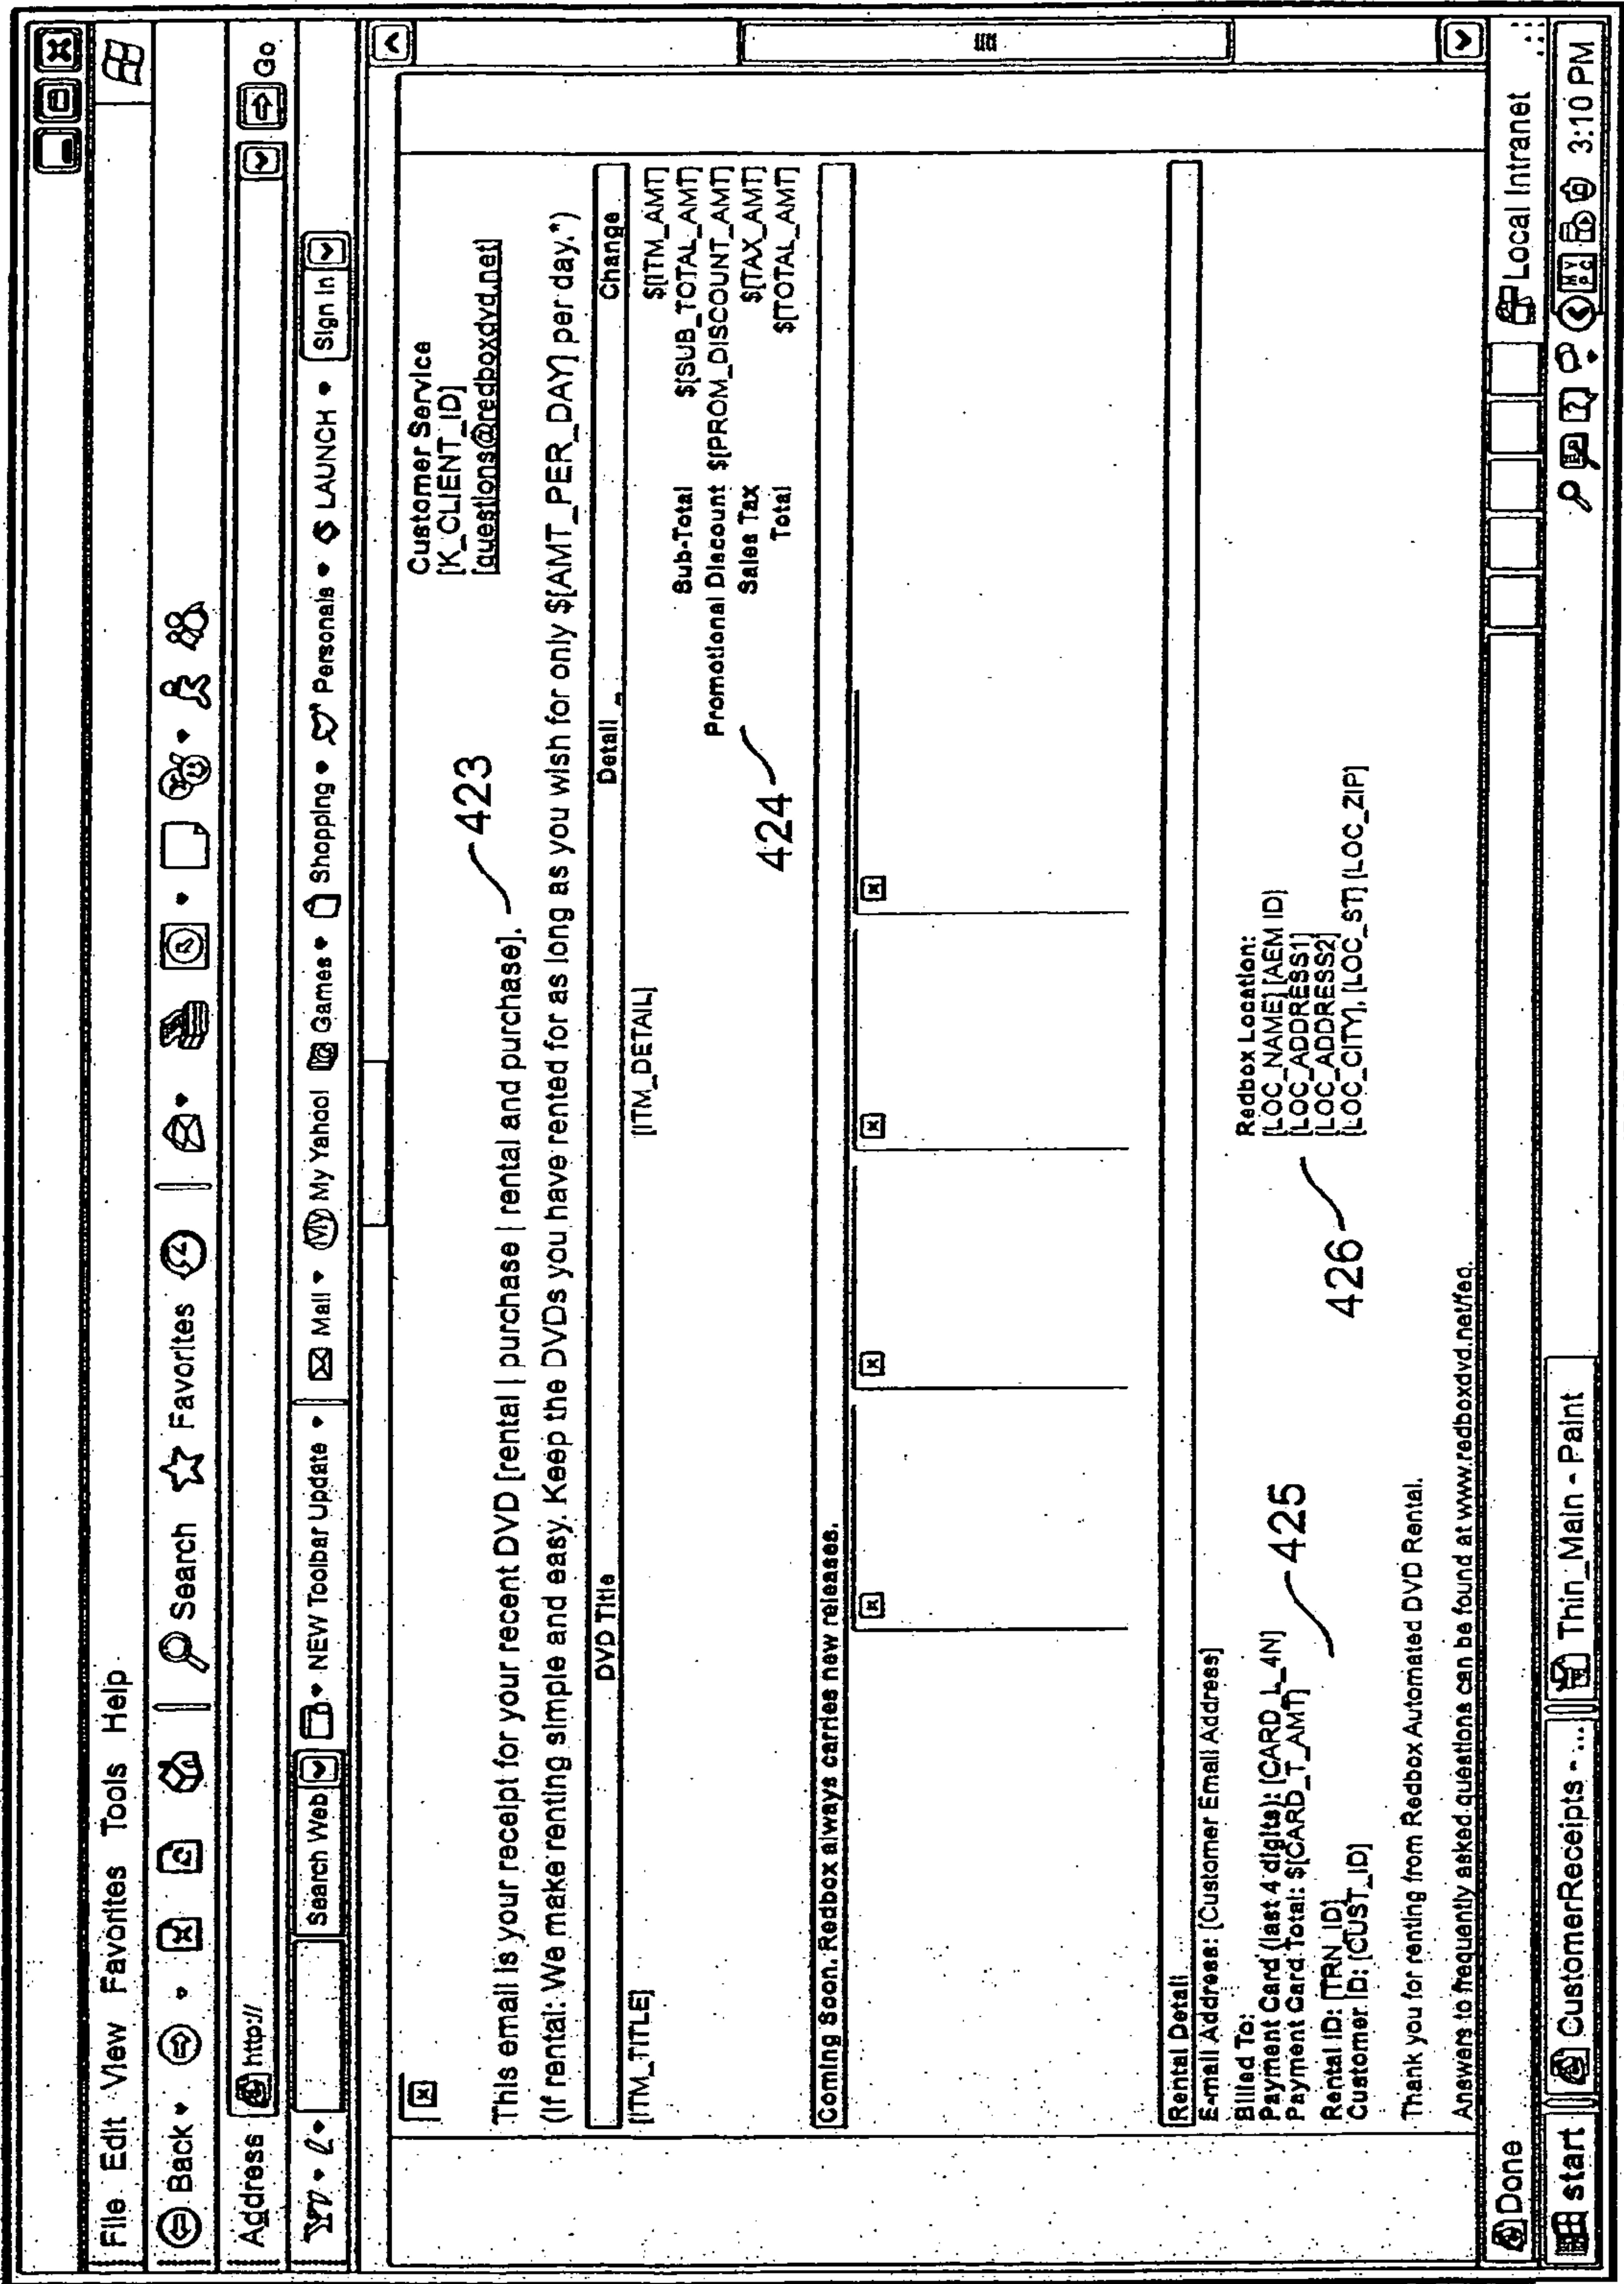 File Edit View Favorites Tools Help
Back Search Favorites
Address http:// Go
Search Web NEW Toolbar Update Mail My Yahoo! Games Shopping Personals LAUNCH Sign In
Customer Service
[K_CLIENT_ID]
[questions@redboxdvd.net]
This email is your receipt for your recent DVD [rental | purchase | rental and purchase]. 423
(If rental: We make renting simple and easy. Keep the DVDs you have rented for as long as you wish for only $[AMT_PER_DAY] per day.*)
DVD Title Detail Change
[ITM_TITLE] [ITM_DETAIL] $[ITM_AMT]
Sub-Total $[SUB_TOTAL_AMT]
Promotional Discount $[PROM_DISCOUNT_AMT]
424 Sales Tax $[TAX_AMT]
Total $[TOTAL_AMT]
Coming Soon. Redbox always carries new releases.
Rental Detail
E-mail Address: [Customer Email Address]
Billed To: Redbox Location:
Payment Card (last 4 digits): [CARD_L_4N] 425 [LOC_NAME] [AEM ID]
Payment Card Total: $[CARD_T_AMT] [LOC_ADDRESS1]
Rental ID: [TRN_ID] 426 [LOC_ADDRESS2]
Customer ID: [CUST_ID] [LOC_CITY], [LOC_ST] [LOC_ZIP]
Thank you for renting from Redbox Automated DVD Rental.
Answers to frequently asked questions can be found at www.redboxdvd.net/faq.
Done Local Intranet
start CustomerReceipts - ... Thin_Main - Paint 3:10 PM